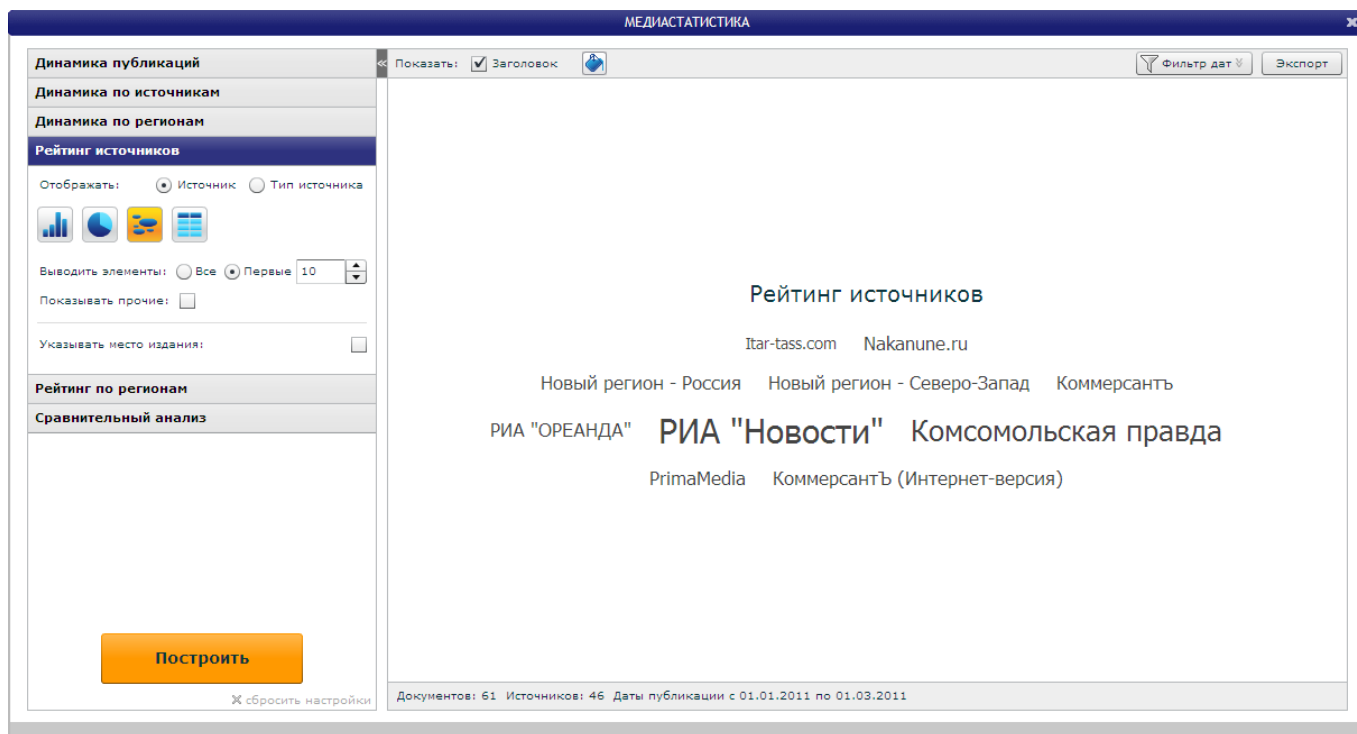 МЕДИАСТАТИСТИКА
Динамика публикаций
Динамика по источникам
Динамика по регионам
Рейтинг источников
Отображать: Источник Тип источника
Выводить элементы: Все Первые 10
Показывать прочие:
Указывать место издания:
Рейтинг по регионам
Сравнительный анализ
Построить
сбросить настройки
Показать: Заголовок
Фильтр дат
Экспорт
Рейтинг источников
Itar-tass.com Nakanune.ru
Новый регион - Россия Новый регион - Северо-Запад Коммерсантъ
РИА "ОРЕАНДА" РИА "Новости" Комсомольская правда
PrimaMedia КоммерсантЪ (Интернет-версия)
Документов: 61 Источников: 46 Даты публикации с 01.01.2011 по 01.03.2011